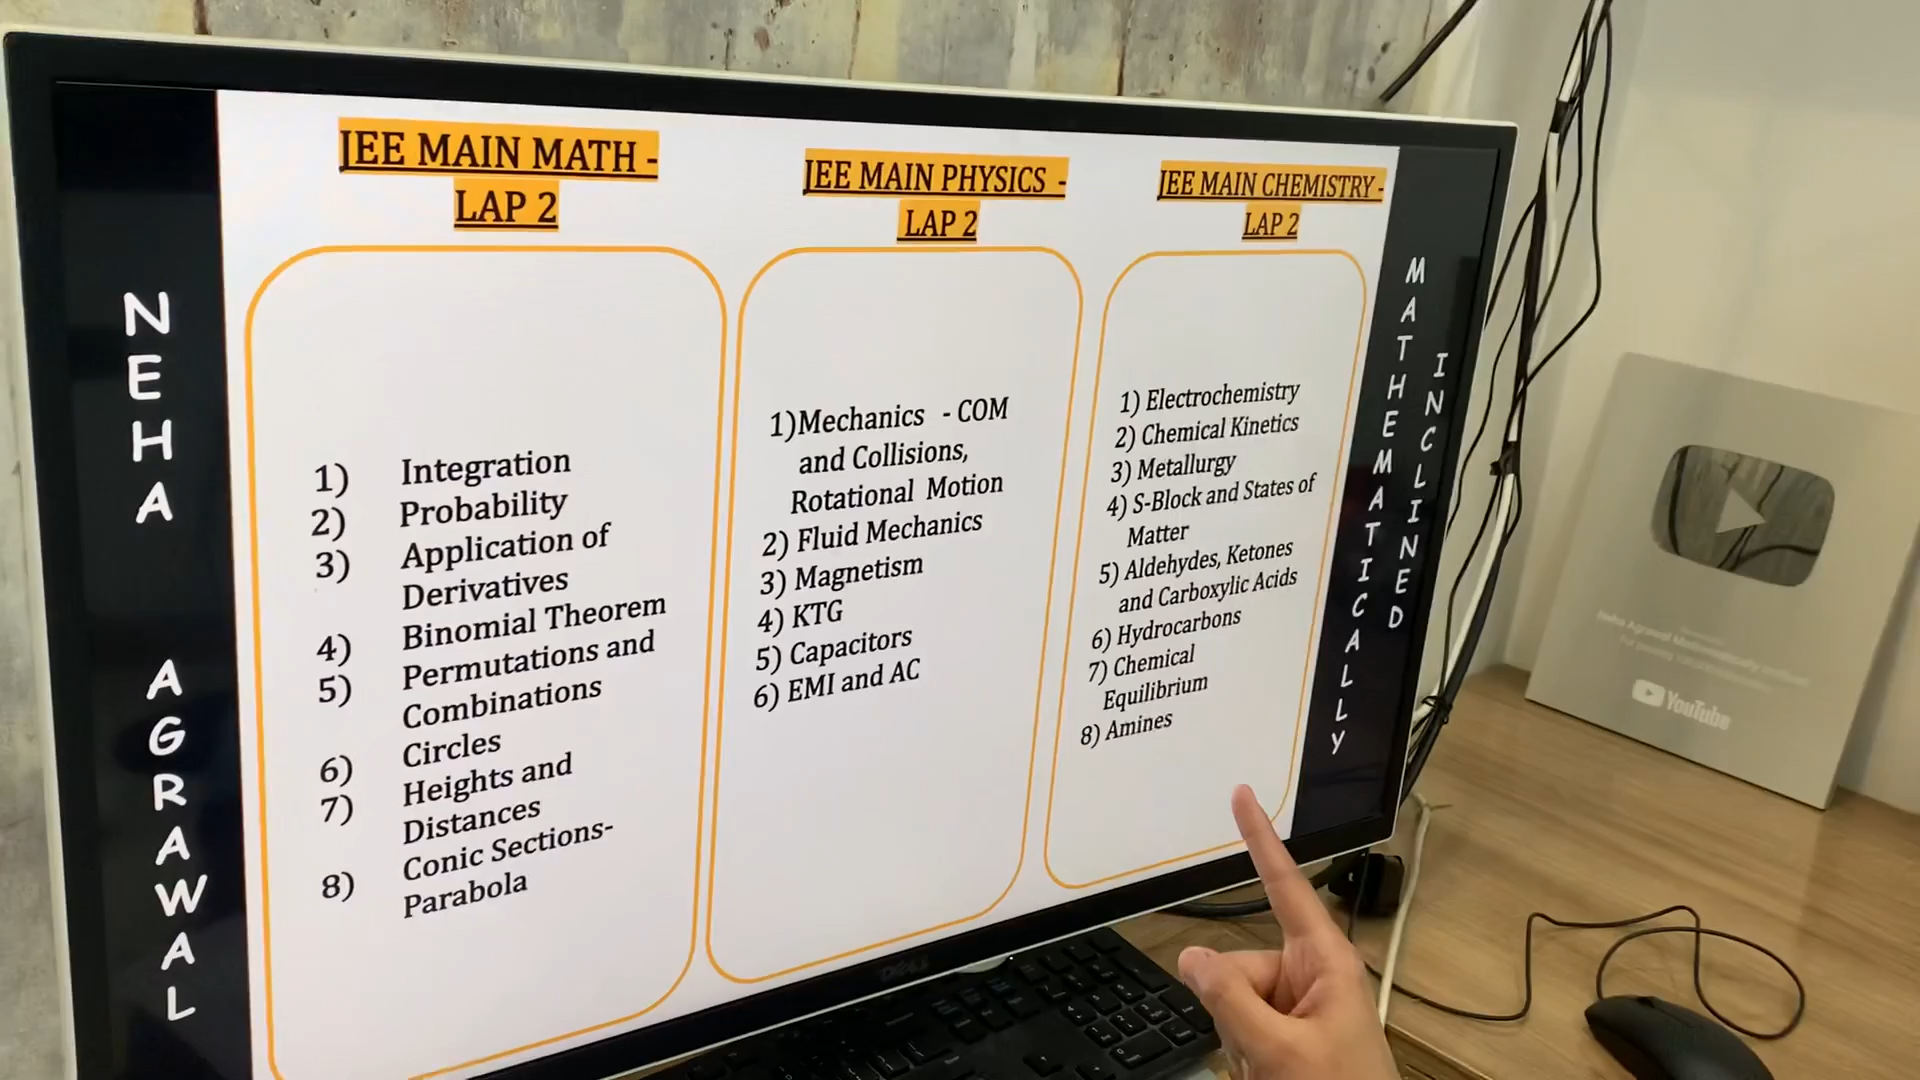 JEE MAIN MATH -
LAP 2
1) Integration
2) Probability
3) Application of
Derivatives
4) Binomial Theorem
5) Permutations and
Combinations
6) Circles
7) Heights and
Distances
8) Conic Sections-
Parabola
JEE MAIN PHYSICS -
LAP 2
1)Mechanics - COM
and Collisions,
Rotational Motion
2) Fluid Mechanics
3) Magnetism
4) KTG
5) Capacitors
6) EMI and AC
JEE MAIN CHEMISTRY -
LAP 2
1) Electrochemistry
2) Chemical Kinetics
3) Metallurgy
4) S-Block and States of
Matter
5) Aldehydes, Ketones
and Carboxylic Acids
6) Hydrocarbons
7) Chemical
Equilibrium
8) Amines
NEHA AGRAWAL
MATHEMATICALLY
INCLINED
DELL
YouTube